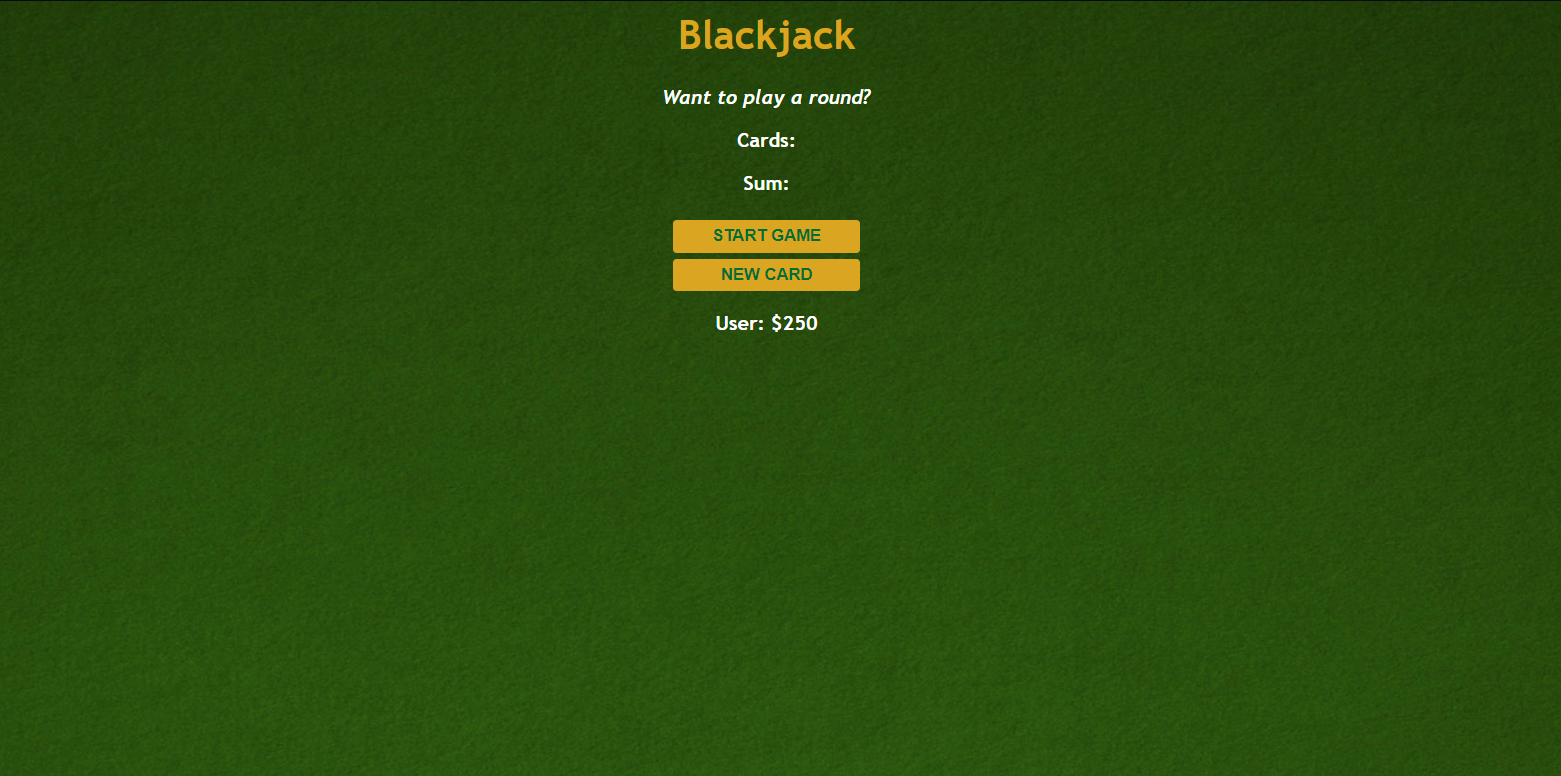 Blackjack
Want to play a round?
Cards:
Sum:
START GAME
NEW CARD
User: $250